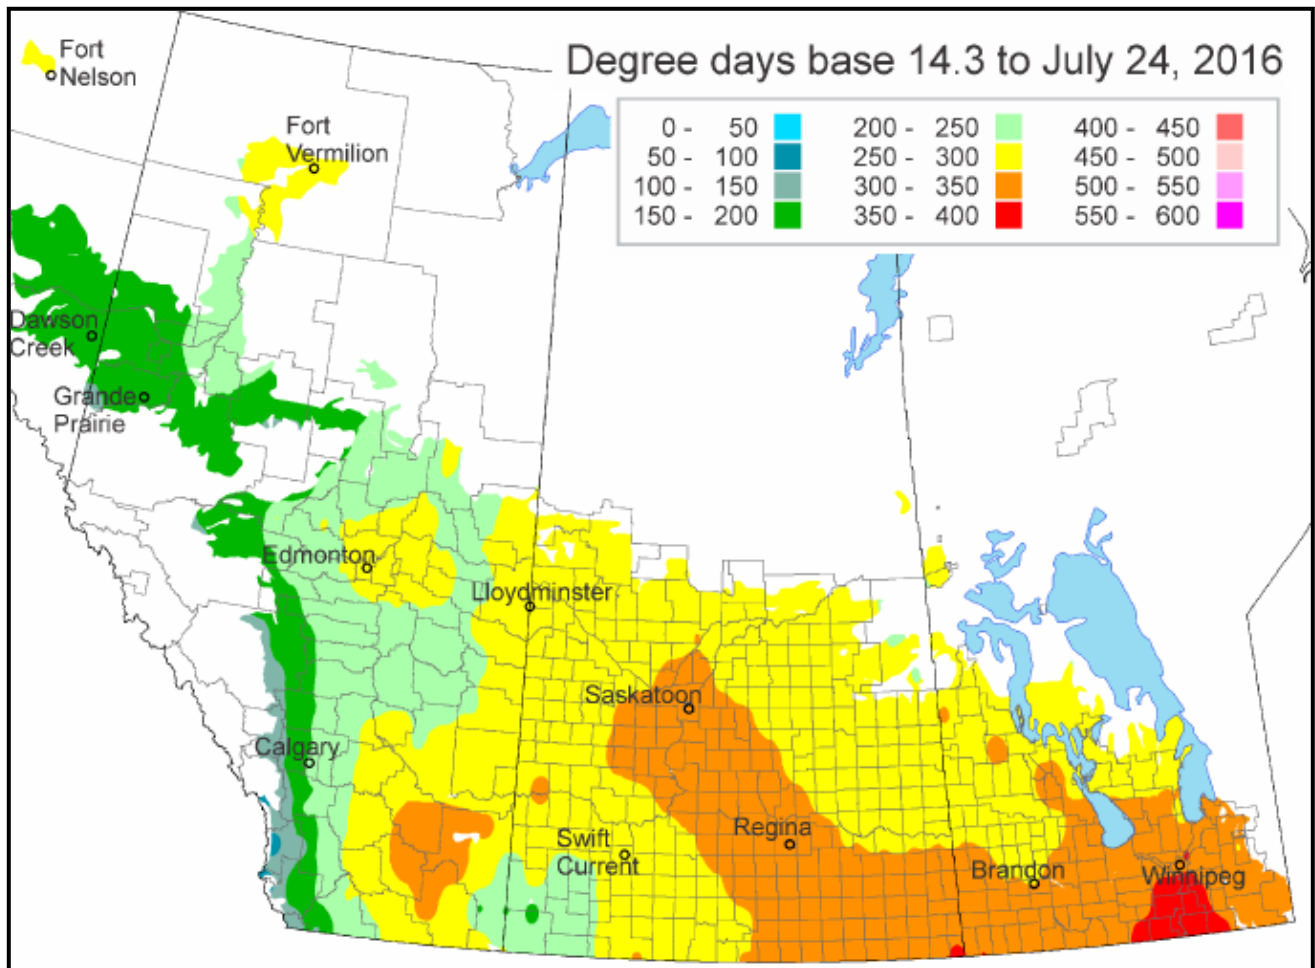 Degree days base 14.3 to July 24, 2016
0 - 50 200 - 250 400 - 450
50 - 100 250 - 300 450 - 500
100 - 150 300 - 350 500 - 550
150 - 200 350 - 400 550 - 600
Fort
Nelson
Fort
Vermilion
Dawson
Creek
Grande
Prairie
Edmonton
Lloydminster
Saskatoon
Calgary
Regina
Swift
Current
Brandon
Winnipeg